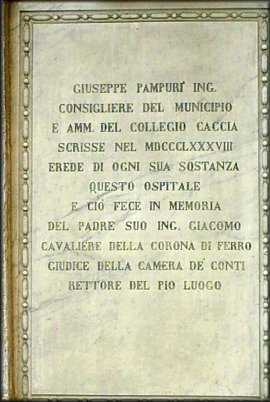 GIUSEPPE PAMPURI ING.
CONSIGLIERE DEL MUNICIPIO
E AMM. DEL COLLEGIO CACCIA
SCRISSE NEL MDCCCLXXXVIII
EREDE DI OGNI SUA SOSTANZA
QUESTO OSPITALE
E CIÒ FECE IN MEMORIA
DEL PADRE SUO ING. GIACOMO
CAVALIERE DELLA CORONA DI FERRO
GIUDICE DELLA CAMERA DE' CONTI
RETTORE DEL PIO LUOGO